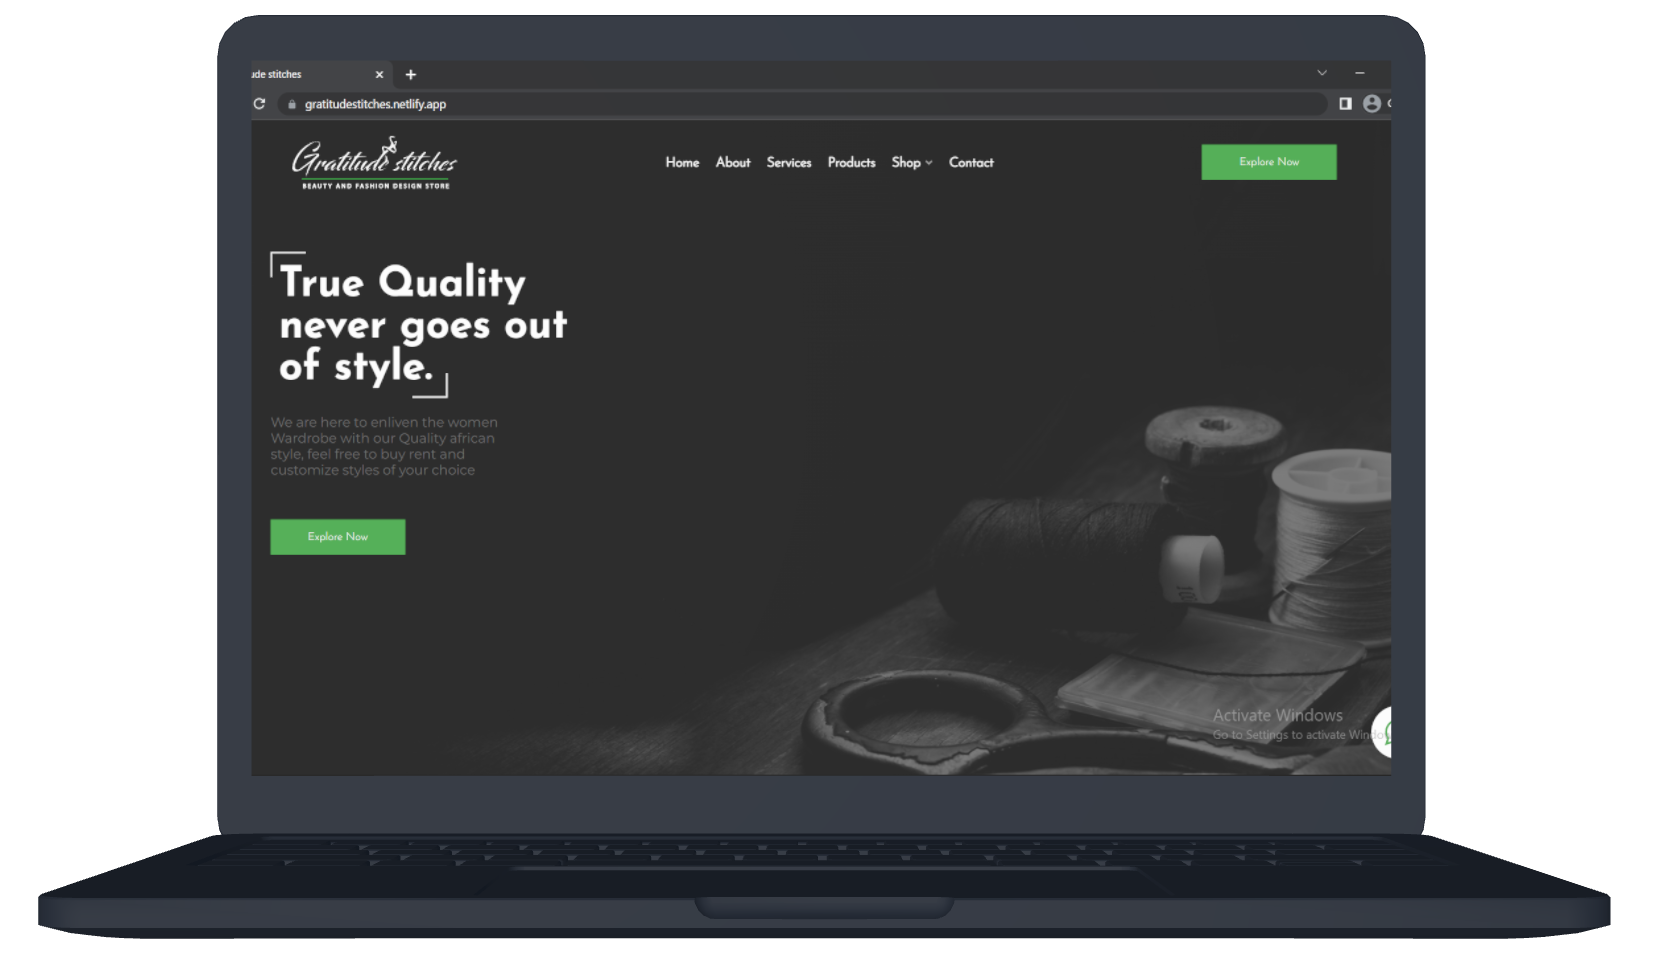 ude stitches
gratitudestitches.netlify.app
Gratitude stitches
BEAUTY AND FASHION DESIGN STORE
Home About Services Products Shop Contact
Explore Now
True Quality
never goes out
of style.
We are here to enliven the women
Wardrobe with our Quality african
style, feel free to buy rent and
customize styles of your choice
Explore Now
Activate Windows
Go to Settings to activate Windo